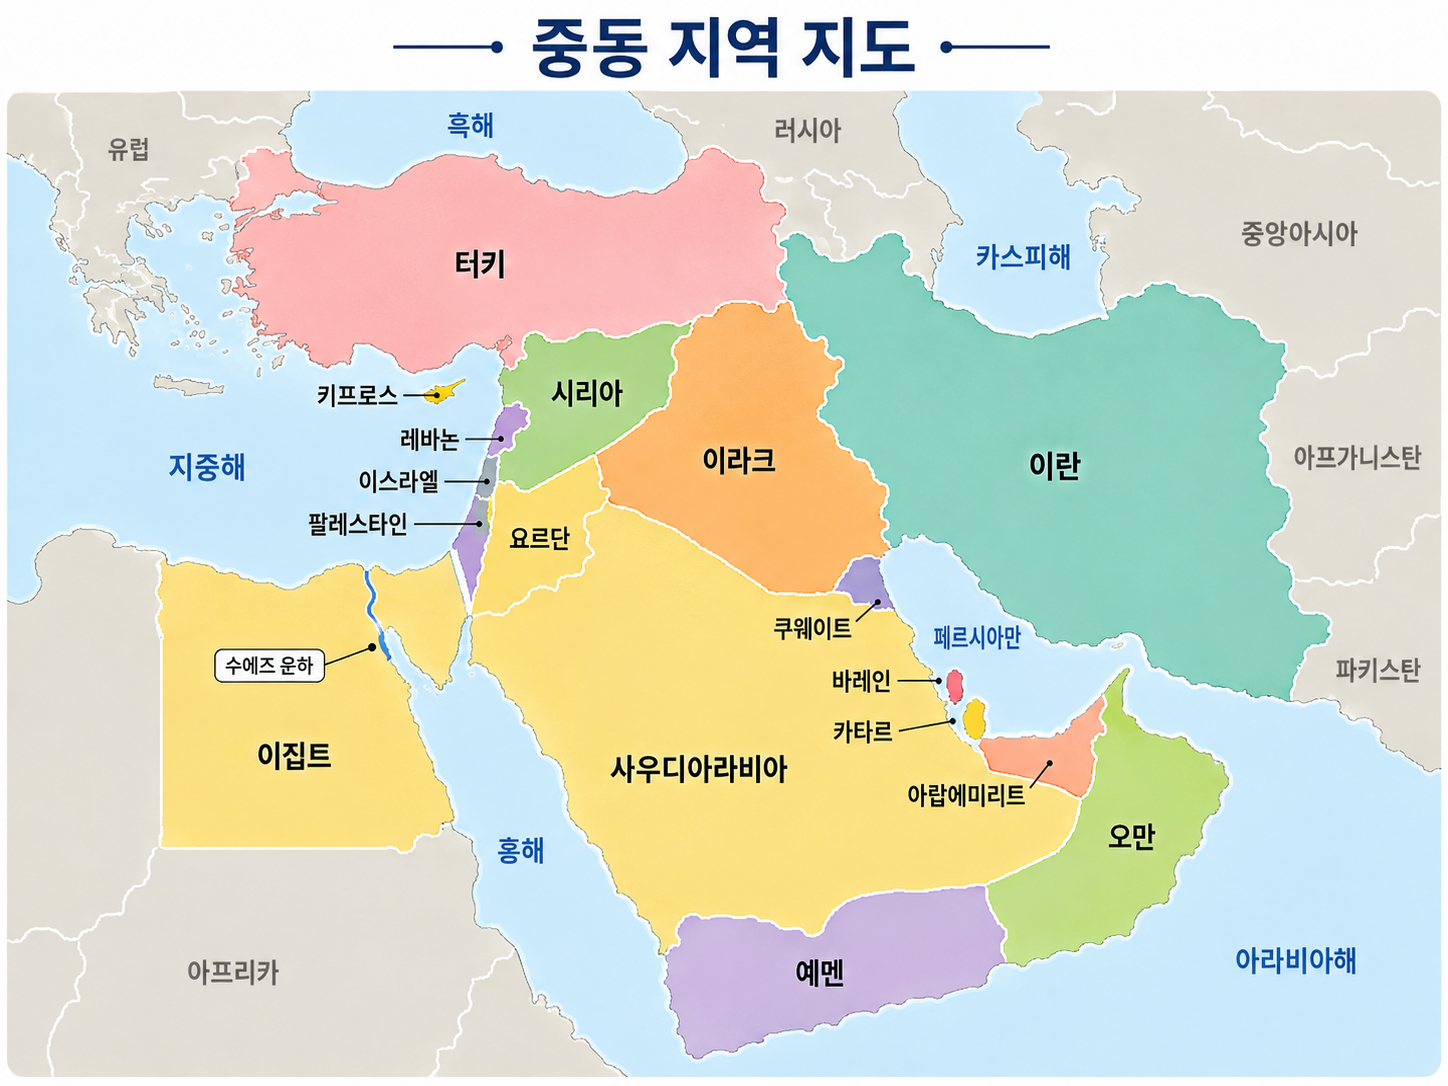 중동 지역 지도
흑해
러시아
유럽
중앙아시아
카스피해
터키
키프로스
시리아
레바논
지중해
이스라엘
이라크
이란
아프가니스탄
팔레스타인
요르단
쿠웨이트
페르시아만
수에즈 운하
바레인
파키스탄
카타르
이집트
사우디아라비아
아랍에미리트
오만
홍해
아프리카
예멘
아라비아해